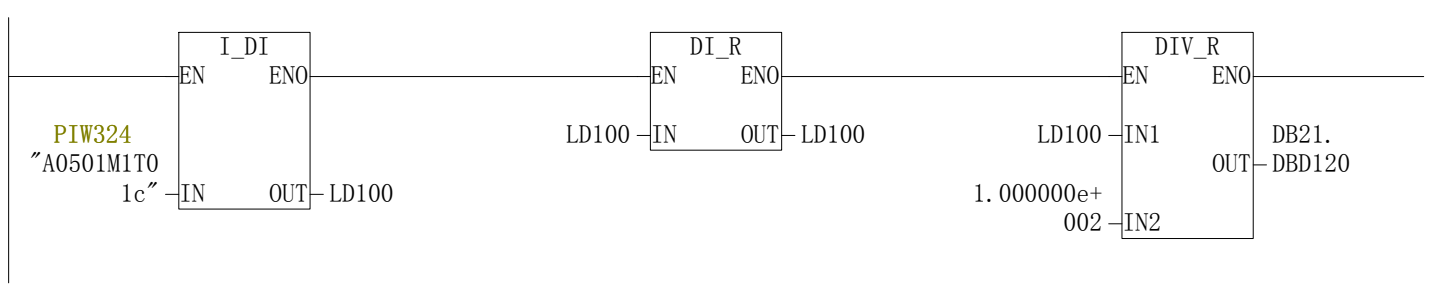 I_DI
EN ENO
PIW324
"A0501M1T0
1c"
IN OUT
LD100
DI_R
EN ENO
LD100
IN OUT
LD100
DIV_R
EN ENO
LD100
IN1
DB21.
OUT
DBD120
1.000000e+
002
IN2